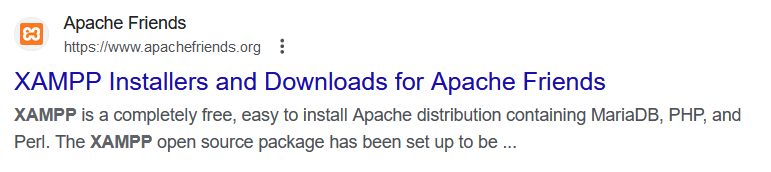 Apache Friends
https://www.apachefriends.org
XAMPP Installers and Downloads for Apache Friends
XAMPP is a completely free, easy to install Apache distribution containing MariaDB, PHP, and
Perl. The XAMPP open source package has been set up to be ...